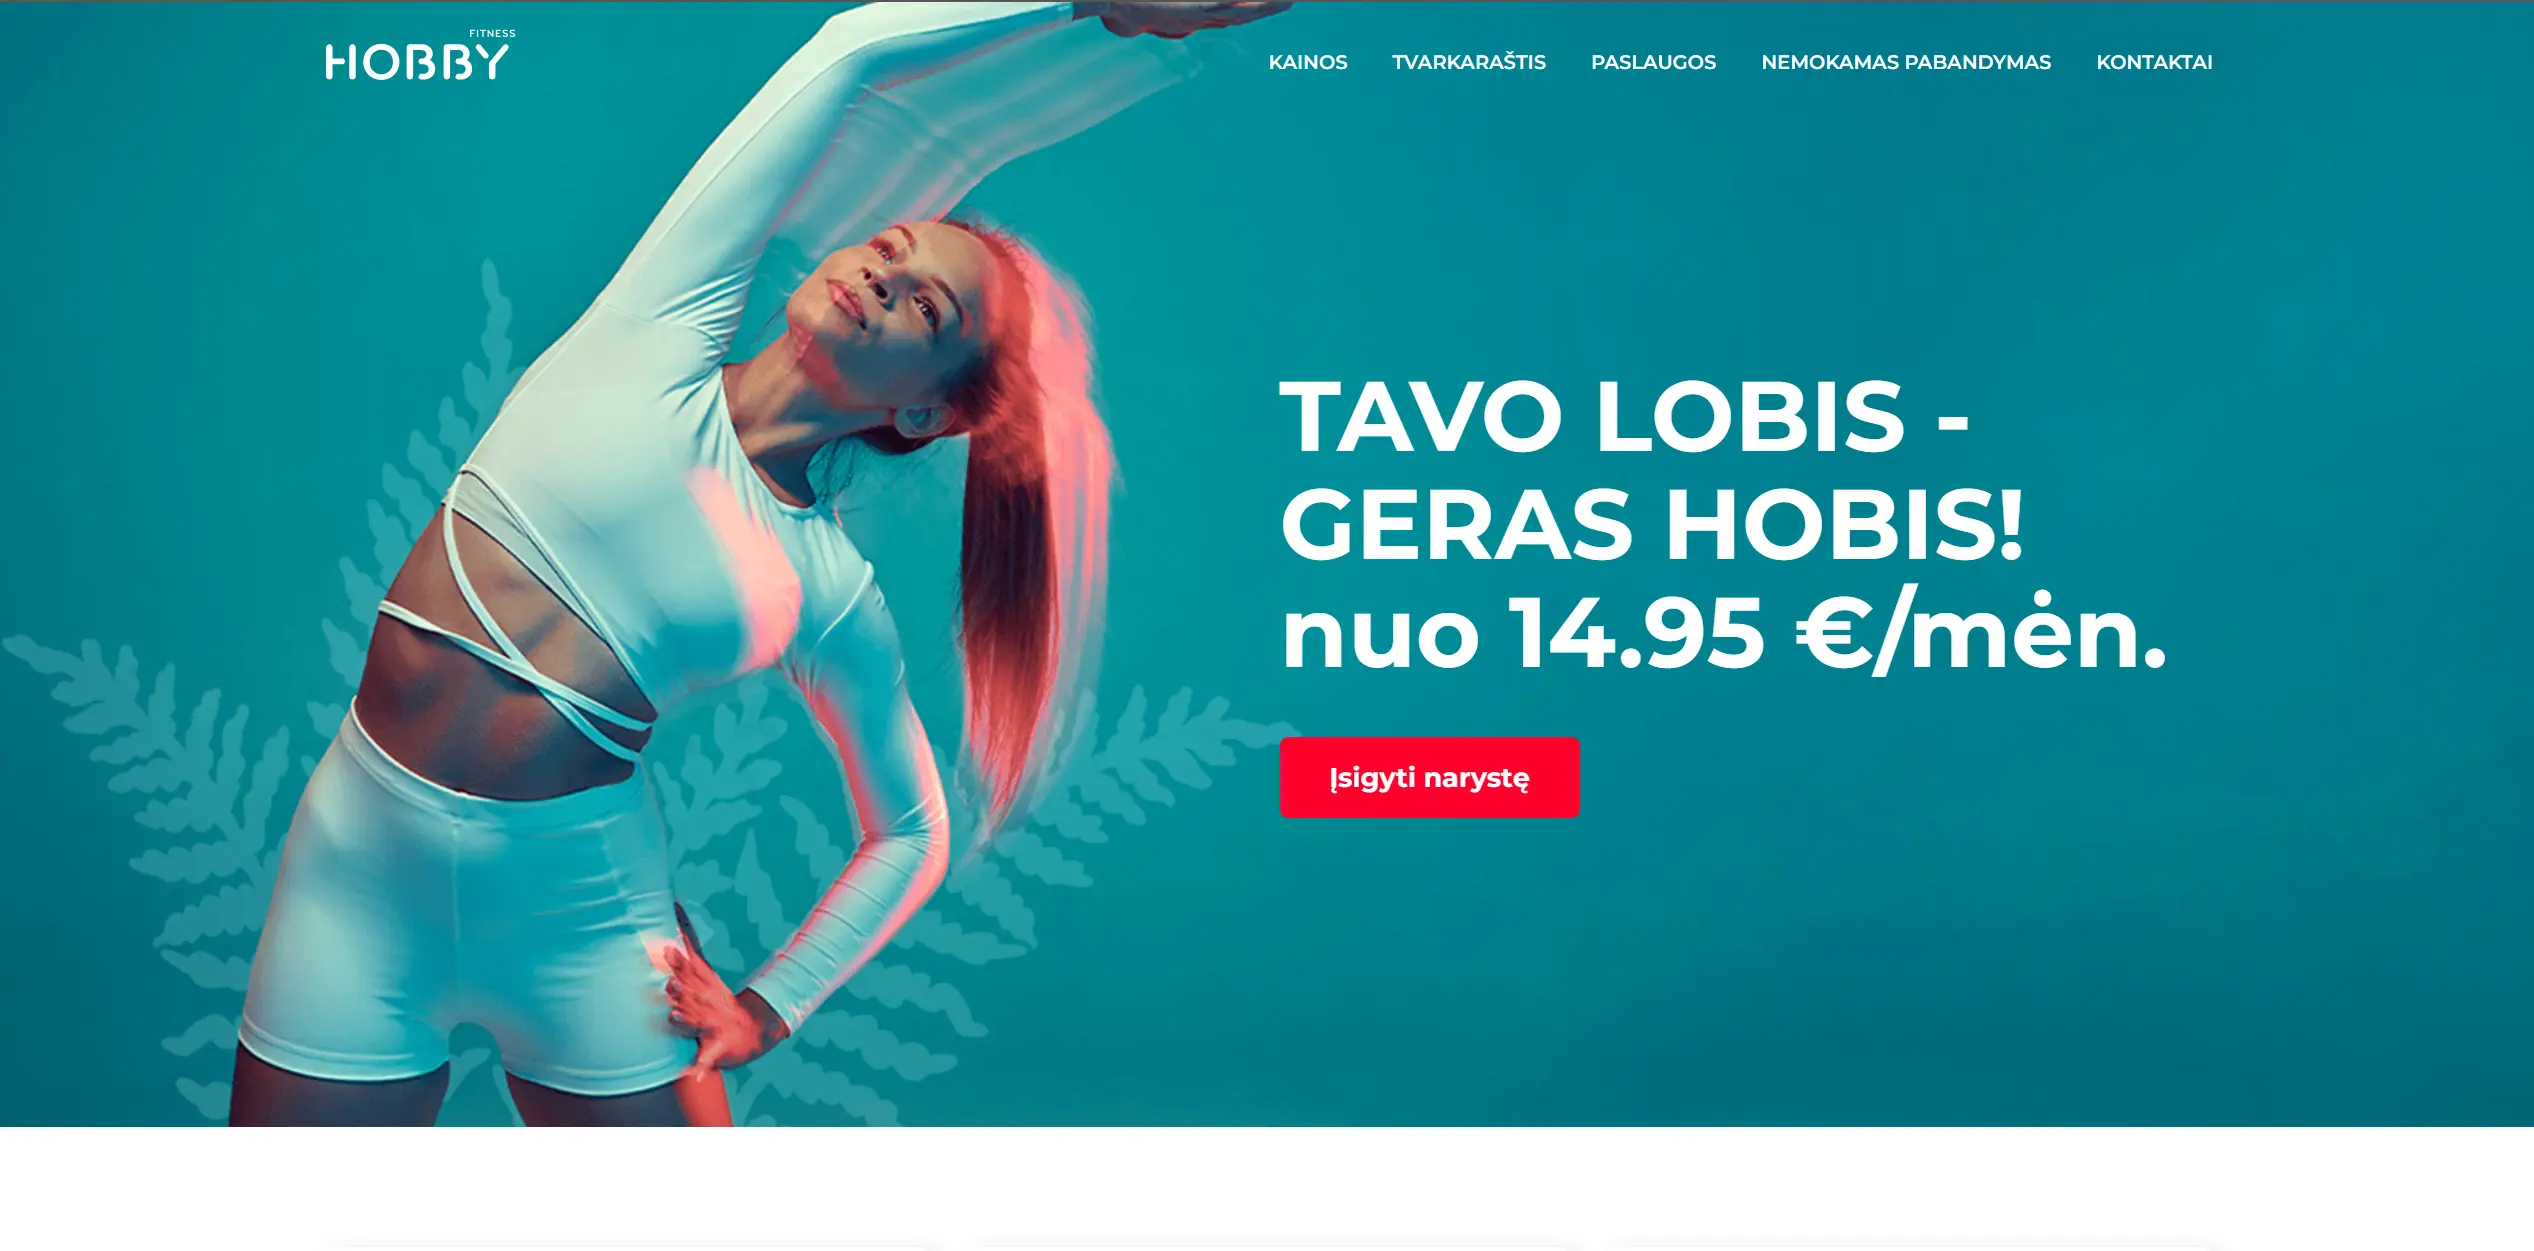 FITNESS
HOBBY
KAINOS TVARKARAŠTIS PASLAUGOS NEMOKAMAS PABANDYMAS KONTAKTAI
TAVO LOBIS -
GERAS HOBIS!
nuo 14.95 €/mėn.
Įsigyti narystę